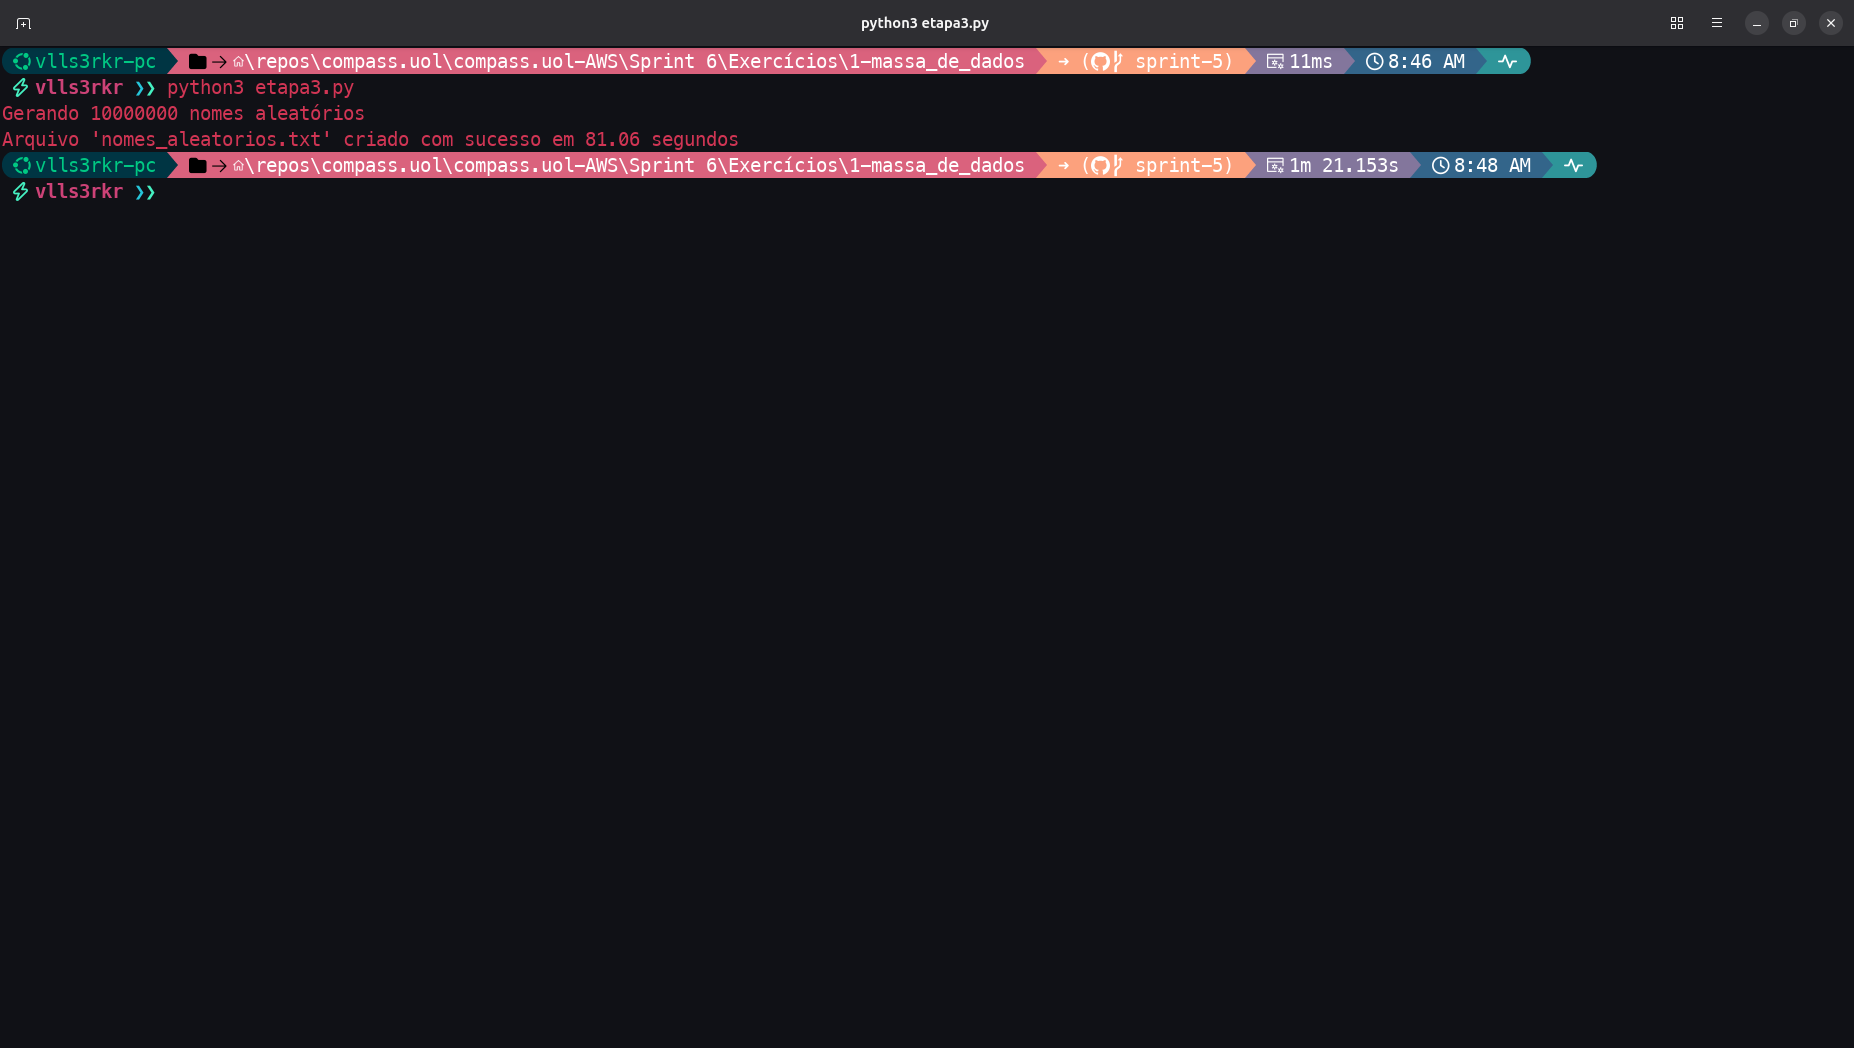 python3 etapa3.py
vlls3rkr-pc → \repos\compass.uol\compass.uol-AWS\Sprint 6\Exercícios\1-massa_de_dados → ( sprint-5) 11ms 8:46 AM
vlls3rkr ❯❯ python3 etapa3.py
Gerando 10000000 nomes aleatórios
Arquivo 'nomes_aleatorios.txt' criado com sucesso em 81.06 segundos
vlls3rkr-pc → \repos\compass.uol\compass.uol-AWS\Sprint 6\Exercícios\1-massa_de_dados → ( sprint-5) 1m 21.153s 8:48 AM
vlls3rkr ❯❯